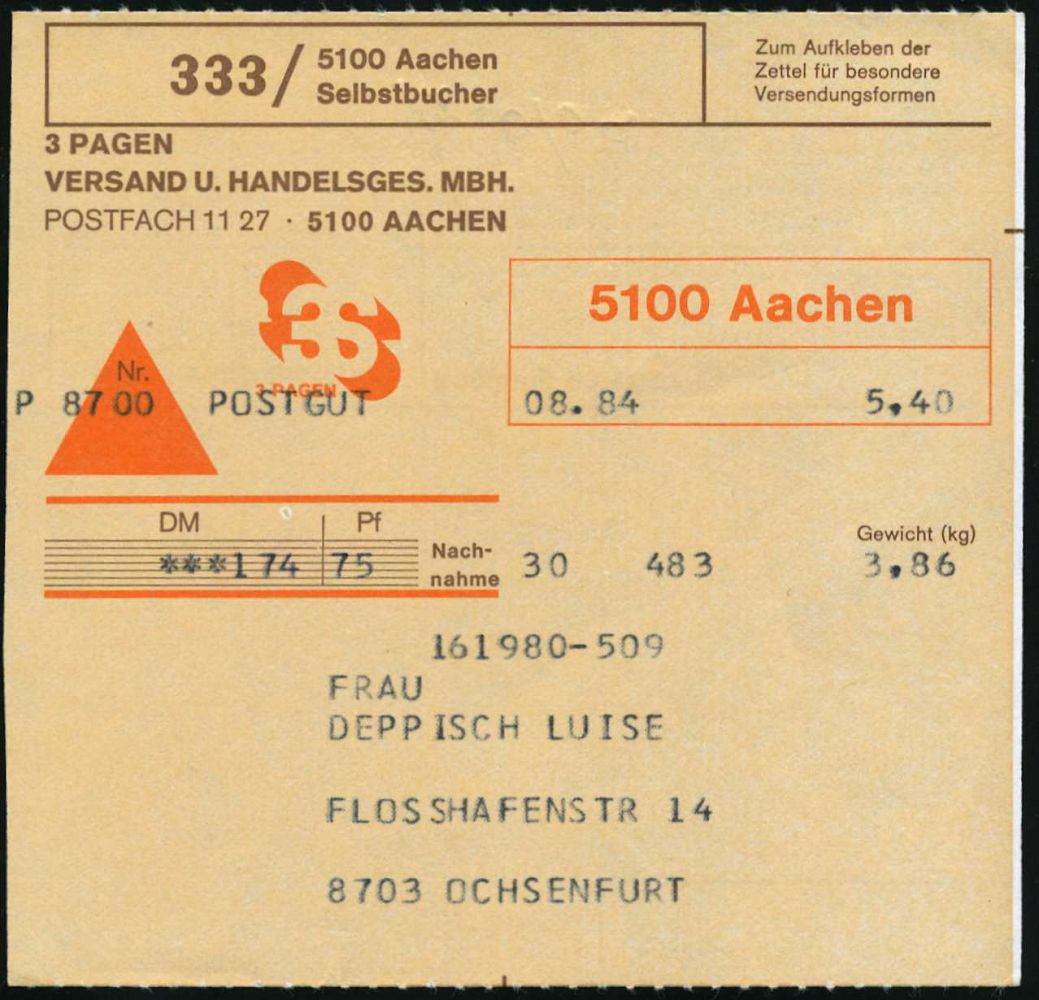 333/ 5100 Aachen
Selbstbucher
Zum Aufkleben der
Zettel für besondere
Versendungsformen
3 PAGEN
VERSAND U. HANDELSGES. MBH.
POSTFACH 11 27 · 5100 AACHEN
3S
3 PAGEN
5100 Aachen
Nr.
P 8700 POSTGUT
08.84 5,40
DM Pf
***174 75
Nach-
nahme
30 483
Gewicht (kg)
3,86
161980-509
FRAU
DEPPISCH LUISE
FLOSSHAFENSTR 14
8703 OCHSENFURT